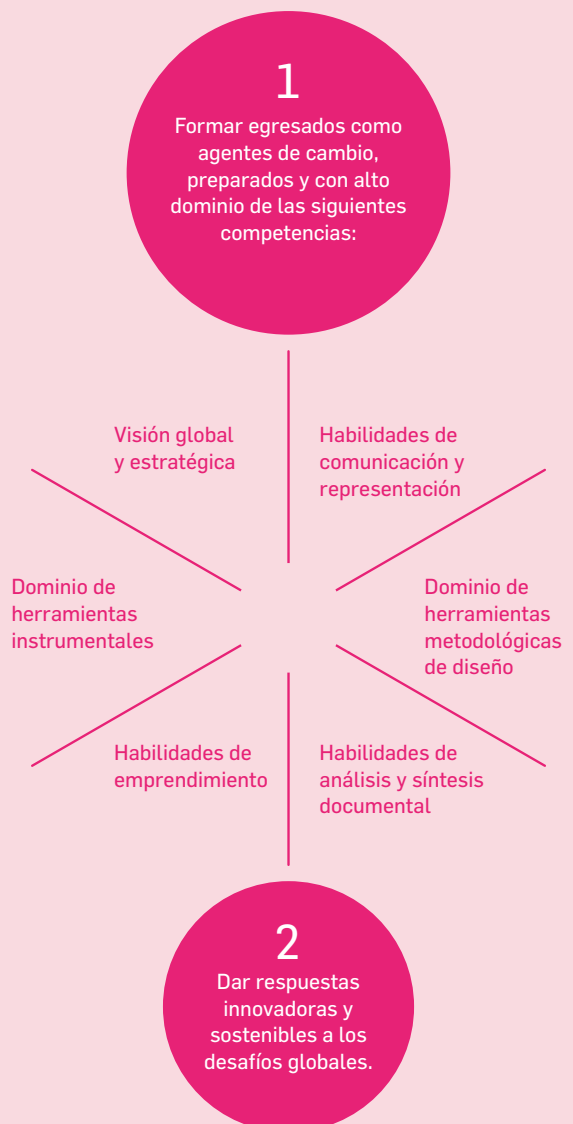 1
Formar egresados como
agentes de cambio,
preparados y con alto
dominio de las siguientes
competencias:
Visión global
y estratégica
Habilidades de
comunicación y
representación
Dominio de
herramientas
instrumentales
Dominio de
herramientas
metodológicas
de diseño
Habilidades de
emprendimiento
Habilidades de
análisis y síntesis
documental
2
Dar respuestas
innovadoras y
sostenibles a los
desafíos globales.